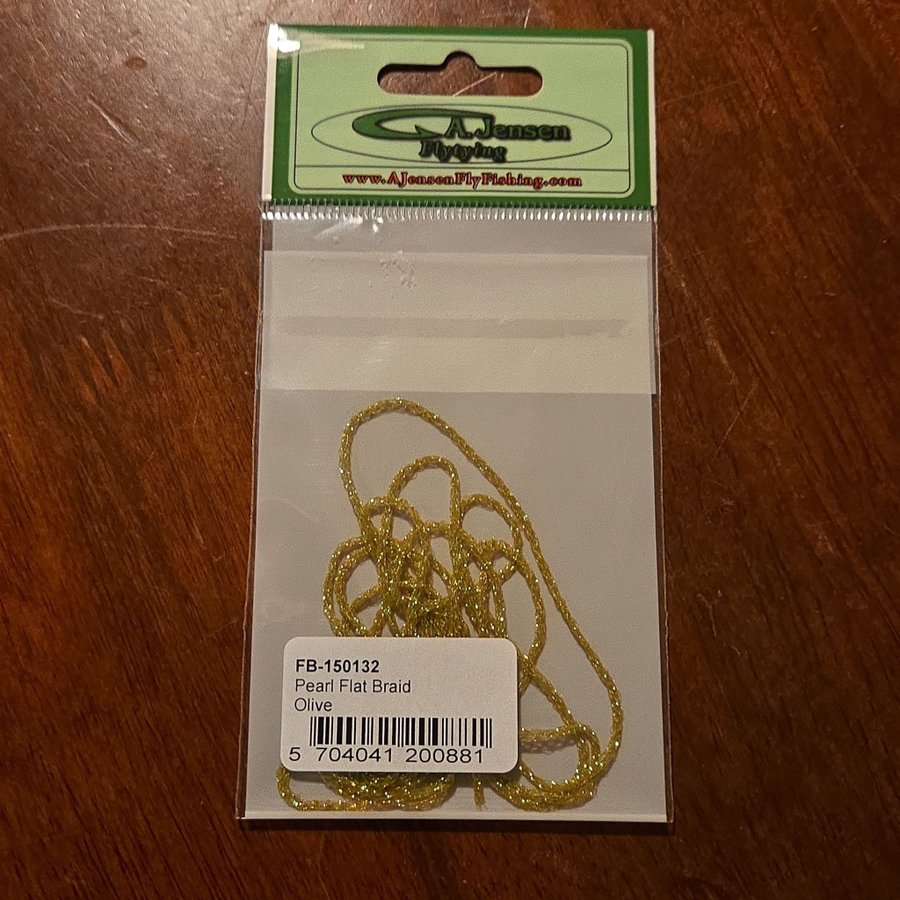 A. Jensen
Flytying
www.AJensenFlyFishing.com
FB-150132
Pearl Flat Braid
Olive
5 704041 200881